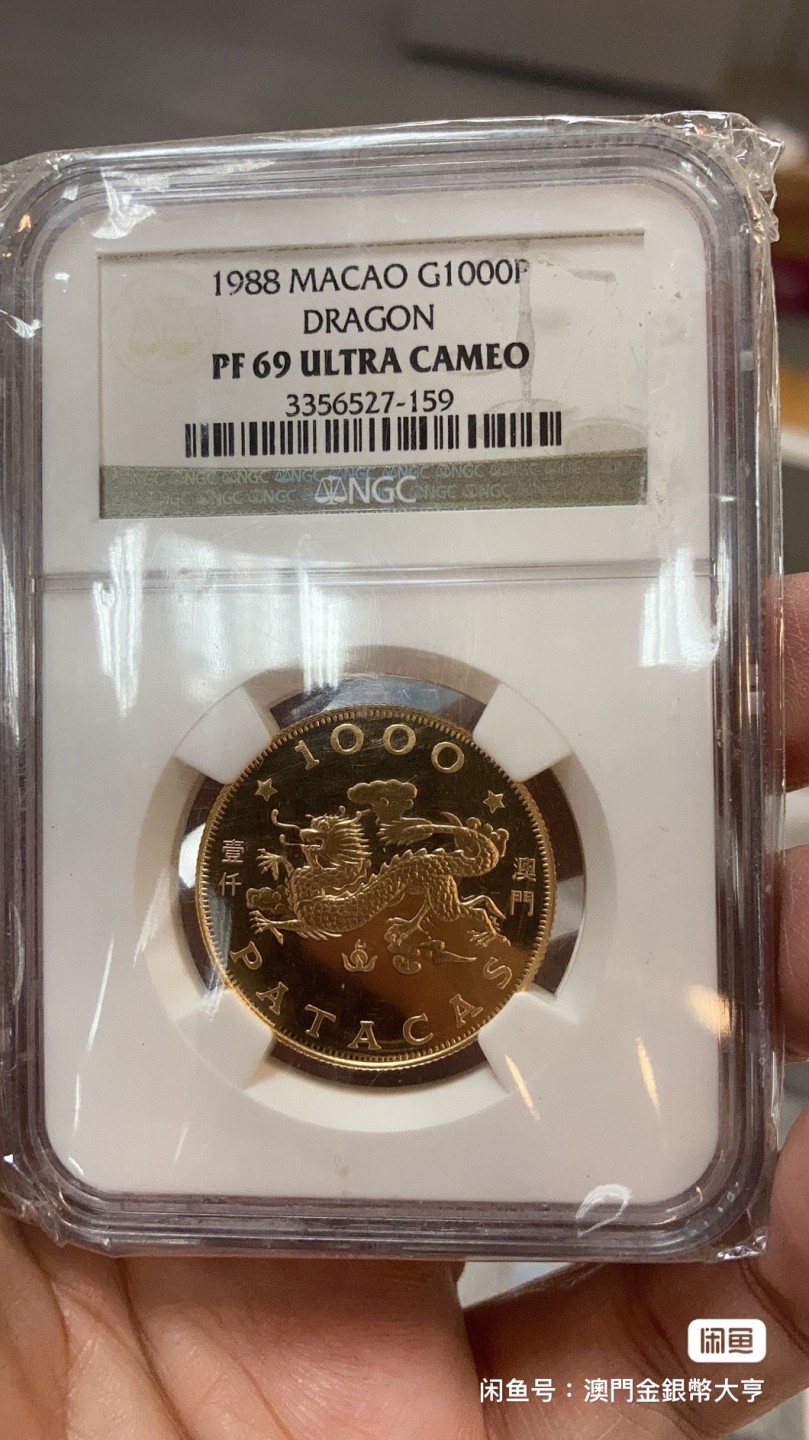 1988 MACAO G1000P
DRAGON
PF 69 ULTRA CAMEO
3356527-159
NGC
1000
壹仟
澳門
PATACAS
闲鱼
闲鱼号：澳門金銀幣大亨